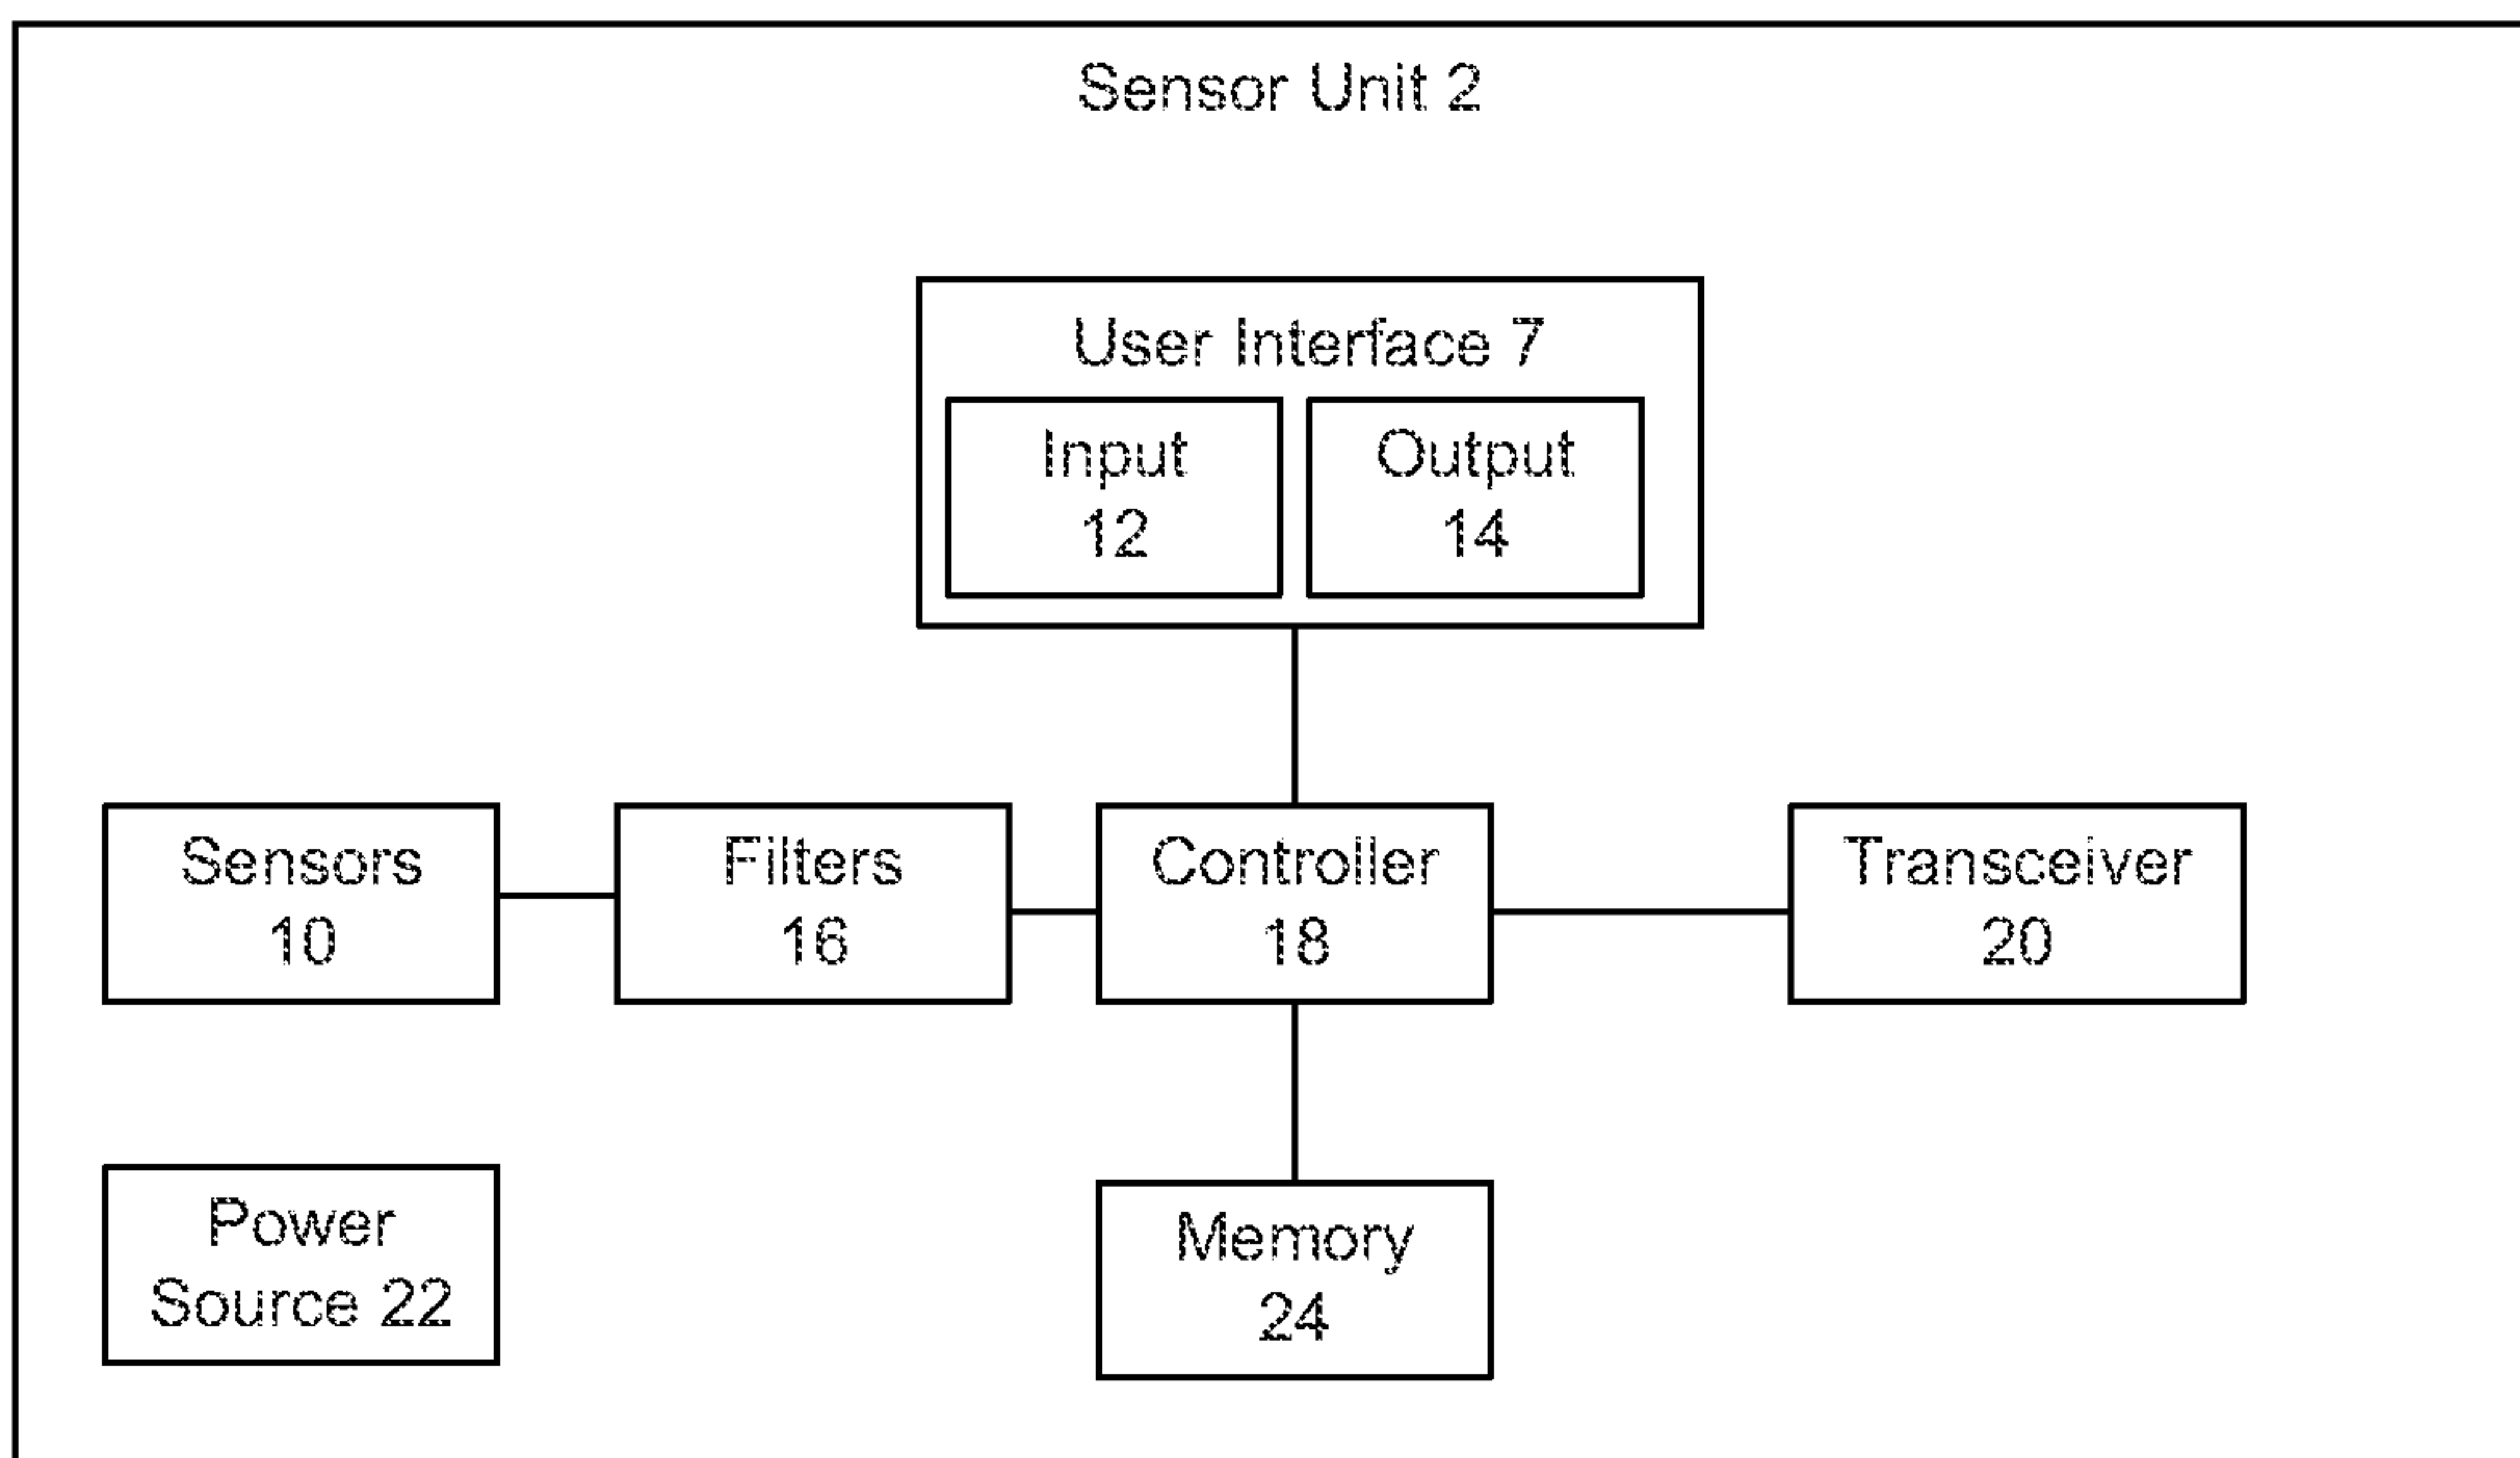 Sensor Unit 2
User Interface 7
Input
12
Output
14
Sensors
10
Filters
16
Controller
18
Transceiver
20
Power
Source 22
Memory
24